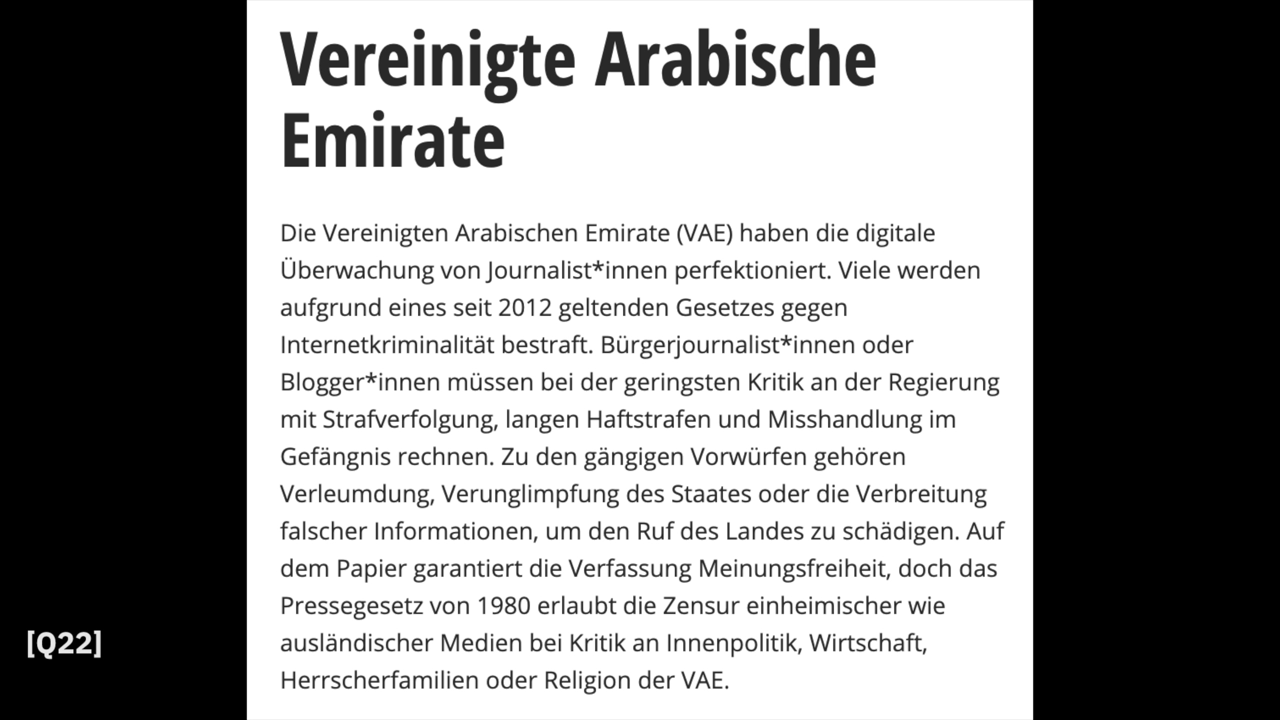 Vereinigte Arabische
Emirate
Die Vereinigten Arabischen Emirate (VAE) haben die digitale
Überwachung von Journalist*innen perfektioniert. Viele werden
aufgrund eines seit 2012 geltenden Gesetzes gegen
Internetkriminalität bestraft. Bürgerjournalist*innen oder
Blogger*innen müssen bei der geringsten Kritik an der Regierung
mit Strafverfolgung, langen Haftstrafen und Misshandlung im
Gefängnis rechnen. Zu den gängigen Vorwürfen gehören
Verleumdung, Verunglimpfung des Staates oder die Verbreitung
falscher Informationen, um den Ruf des Landes zu schädigen. Auf
dem Papier garantiert die Verfassung Meinungsfreiheit, doch das
Pressegesetz von 1980 erlaubt die Zensur einheimischer wie
ausländischer Medien bei Kritik an Innenpolitik, Wirtschaft,
Herrscherfamilien oder Religion der VAE.
[Q22]